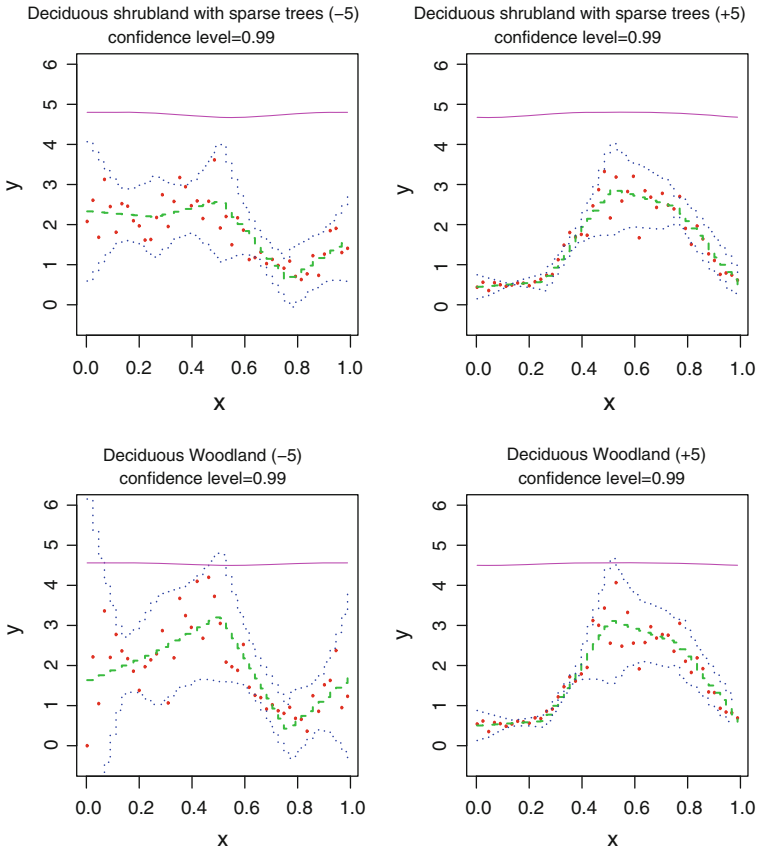 Deciduous shrubland with sparse trees (−5)
confidence level=0.99
6
5
4
3
2
1
0
y
0.0 0.2 0.4 0.6 0.8 1.0
x
Deciduous shrubland with sparse trees (+5)
confidence level=0.99
6
5
4
3
2
1
0
y
0.0 0.2 0.4 0.6 0.8 1.0
x
Deciduous Woodland (−5)
confidence level=0.99
6
5
4
3
2
1
0
y
0.0 0.2 0.4 0.6 0.8 1.0
x
Deciduous Woodland (+5)
confidence level=0.99
6
5
4
3
2
1
0
y
0.0 0.2 0.4 0.6 0.8 1.0
x